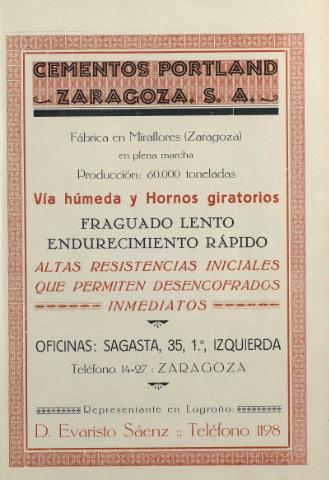 CEMENTOS PORTLAND
ZARAGOZA, S. A.
Fábrica en Miraflores (Zaragoza)
en plena marcha
Producción: 60.000 toneladas
Vía húmeda y Hornos giratorios
FRAGUADO LENTO
ENDURECIMIENTO RÁPIDO
ALTAS RESISTENCIAS INICIALES
QUE PERMITEN DESENCOFRADOS
INMEDIATOS
OFICINAS: SAGASTA, 35, 1.º, IZQUIERDA
Teléfono 14-27 : ZARAGOZA
Representante en Logroño:
D. Evaristo Sáenz :: Teléfono 1198